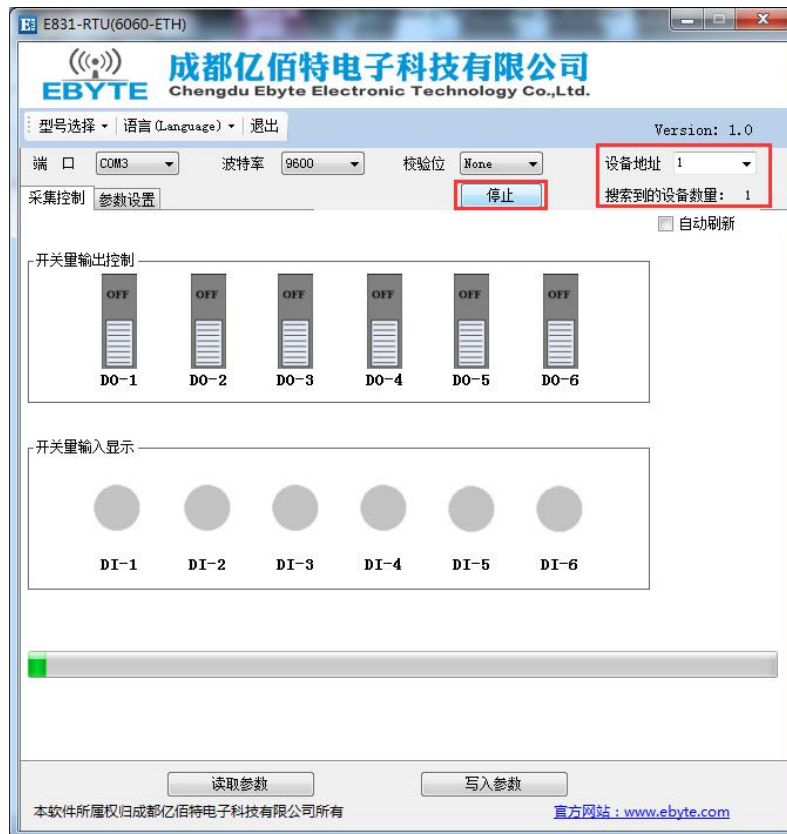 E831-RTU(6060-ETH)
EBYTE 成都亿佰特电子科技有限公司
Chengdu Ebyte Electronic Technology Co.,Ltd.
型号选择 语言(Language) 退出
Version: 1.0
端 口 COM3 波特率 9600 校验位 None 设备地址 1
采集控制 参数设置 停止 搜索到的设备数量: 1
自动刷新
开关量输出控制
OFF OFF OFF OFF OFF OFF
DO-1 DO-2 DO-3 DO-4 DO-5 DO-6
开关量输入显示
DI-1 DI-2 DI-3 DI-4 DI-5 DI-6
读取参数 写入参数
本软件所属权归成都亿佰特电子科技有限公司所有 官方网站：www.ebyte.com